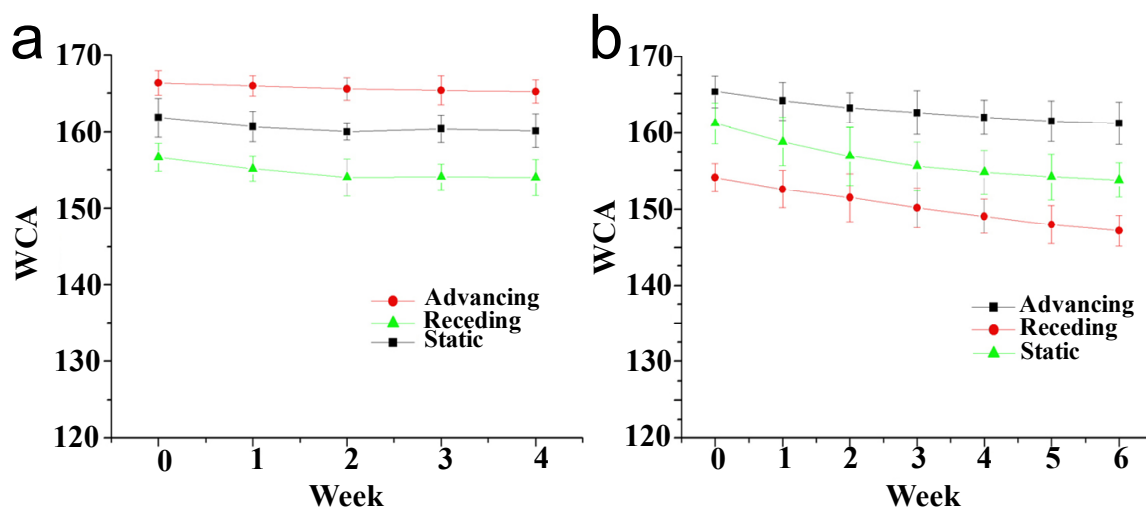 a
170
160
150
140
130
120
WCA
0 1 2 3 4
Week
Advancing
Receding
Static
b
170
160
150
140
130
120
WCA
0 1 2 3 4 5 6
Week
Advancing
Receding
Static